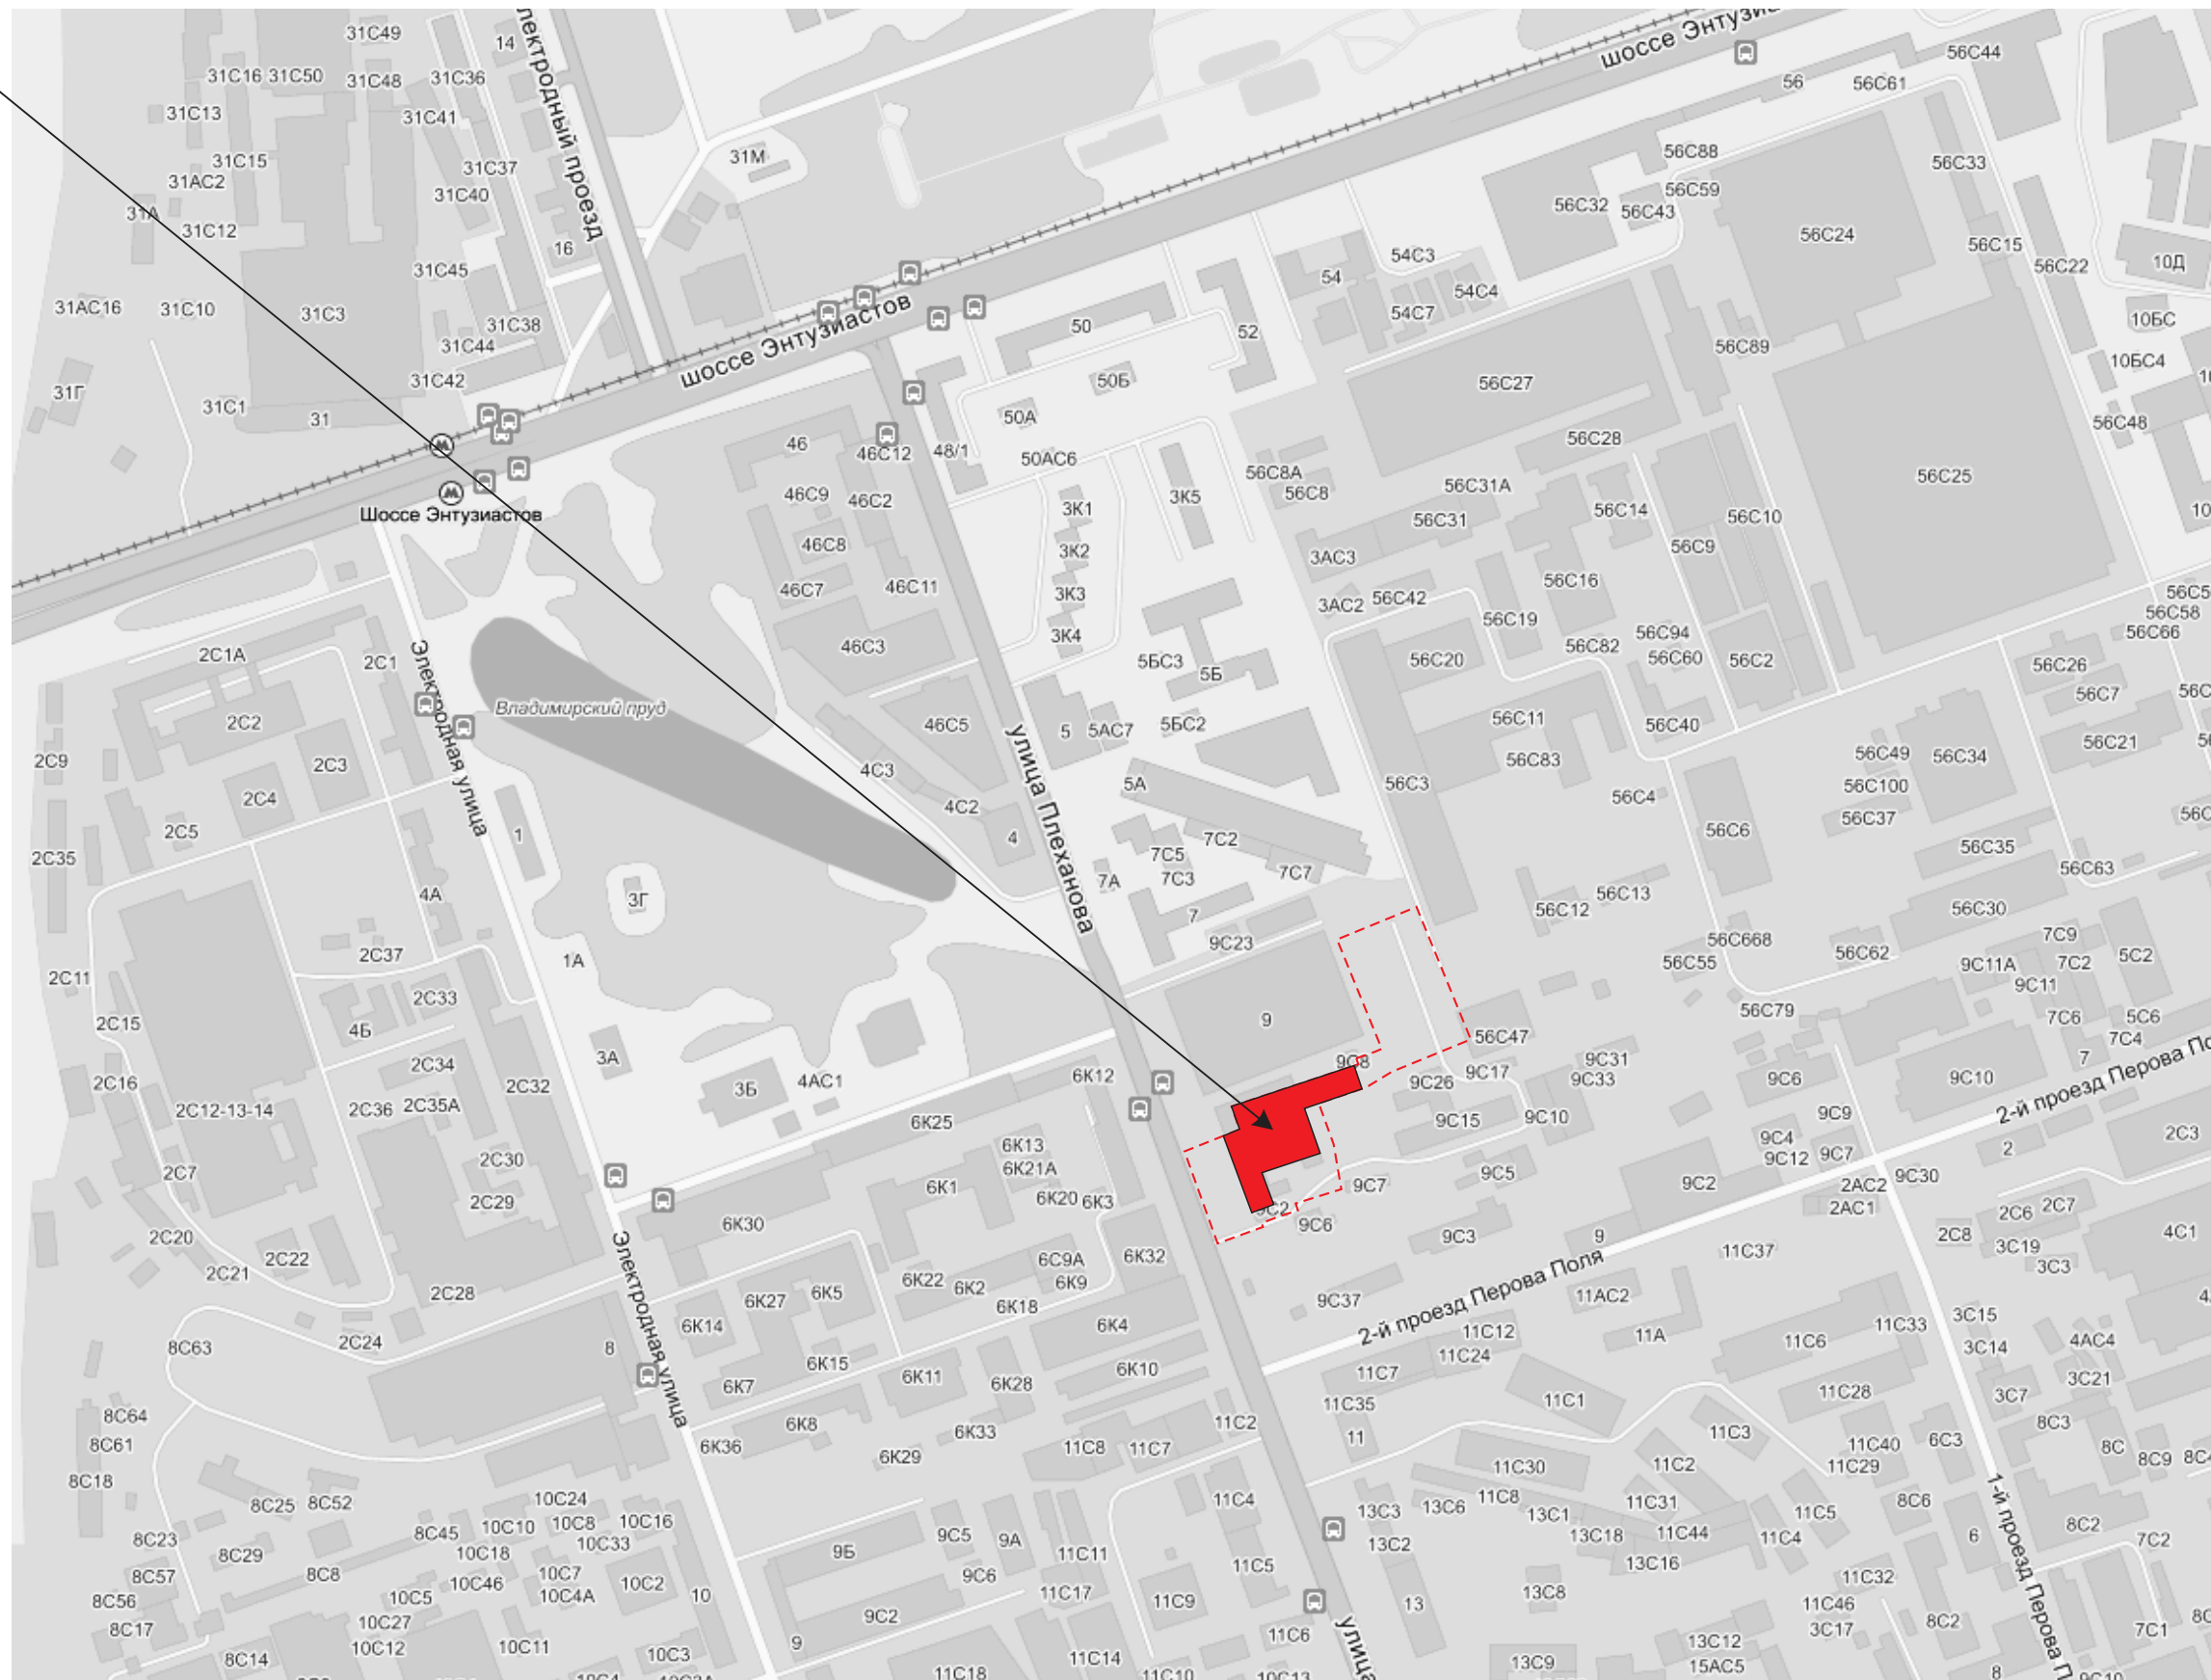 31С49
14
лектродный проезд
шоссе Энтузиа
56С44
31С16 31С50
31С48
31С36
56
56С61
31С13
31С41
31С15
31С37
31М
56С88
56С33
31АС2
31С40
56С59
31А
56С32
56С43
31С12
16
56С24
56С15
31С45
54С3
54
56С22
10Д
54С4
31АС16
31С10
31С3
54С7
31С38
50
52
10БС
шоссе Энтузиастов
31С44
56С89
10БС4
31С42
50Б
56С27
31Г
31С1
31
50А
56С48
46
46С12
48/1
56С28
50АС6
56С8А
56С25
46С9
46С2
3К5
56С8
56С31А
Шоссе Энтузиастов
3К1
56С31
56С14
56С10
46С8
3К2
3АС3
56С9
46С7
46С11
3К3
56С16
3АС2
56С42
56С58
3К4
56С19
56С94
56С66
46С3
56С82
2С1А
2С1
5БС3
56С20
56С60
56С2
56С26
5Б
56С7
Владимирский пруд
2С2
46С5
5
5АС7
5БС2
56С11
56С40
56С21
Электродная улица
улица Плеханова
2С9
2С3
4С3
56С83
56С49
56С34
5А
56С3
56С100
2С4
4С2
56С4
56С37
2С5
1
4
7С2
56С6
56С35
2С35
7С5
7С3
7С7
56С63
7А
4А
3Г
56С13
56С12
56С30
7
9С23
7С9
2С37
56С668
56С62
5С2
1А
56С55
9С11А
7С2
2С11
2С33
9С11
2С15
4Б
9
56С79
7С6
5С6
56С47
7С4
3А
9С8
9С31
7
2С34
9С17
2С16
2С32
3Б
4АС1
6К12
9С26
9С33
9С6
9С10
2С12-13-14
2С36
2С35А
2-й проезд Перова По
6К25
9С15
9С10
9С9
6К13
9С4
2С3
2С30
6К21А
9С12
9С7
2
2С7
9С5
6К1
6К20
6К3
9С7
9С2
9С30
2АС2
2С29
2АС1
9С2
6К30
9С6
2С6
2С7
2С20
9С3
9
2С8
4С1
2С22
6С9А
6К32
11С37
3С19
2С21
6К22
6К2
6К9
3С3
Электродная улица
2-й проезд Перова Поля
2С28
6К27
6К5
9С37
11АС2
6К18
3С15
6К14
6К4
11С12
11А
11С6
11С33
2С24
8
3С14
4АС4
8С63
6К15
11С24
6К10
11С7
6К7
6К11
6К28
3С21
11С1
11С28
3С7
8С64
6К8
11С35
11С2
8С3
6К33
11
11С3
8С61
6К36
11С8
11С7
11С40
6С3
8С
6К29
8С9
11С30
11С2
11С29
8С18
8С25
8С52
10С24
11С4
11С8
11С31
8С6
13С3
13С6
13С1
11С5
8С45
10С10
10С8
10С16
8С23
9С5
9А
13С18
11С44
11С4
6
8С2
10С33
13С2
7С2
8С29
10С18
9Б
11С11
11С5
13С16
1-й проезд Перова П
8С57
8С8
10С7
9С6
11С32
10С46
10С2
8С56
10С5
10С4А
10
11С17
11С9
13С8
13
11С46
9С2
8С17
10С27
3С17
8С2
7С1
11С6
улица
10С12
10С11
9
13С12
8С14
10С3
11С14
13С9
15АС5
11С18
11С10
10С13
8